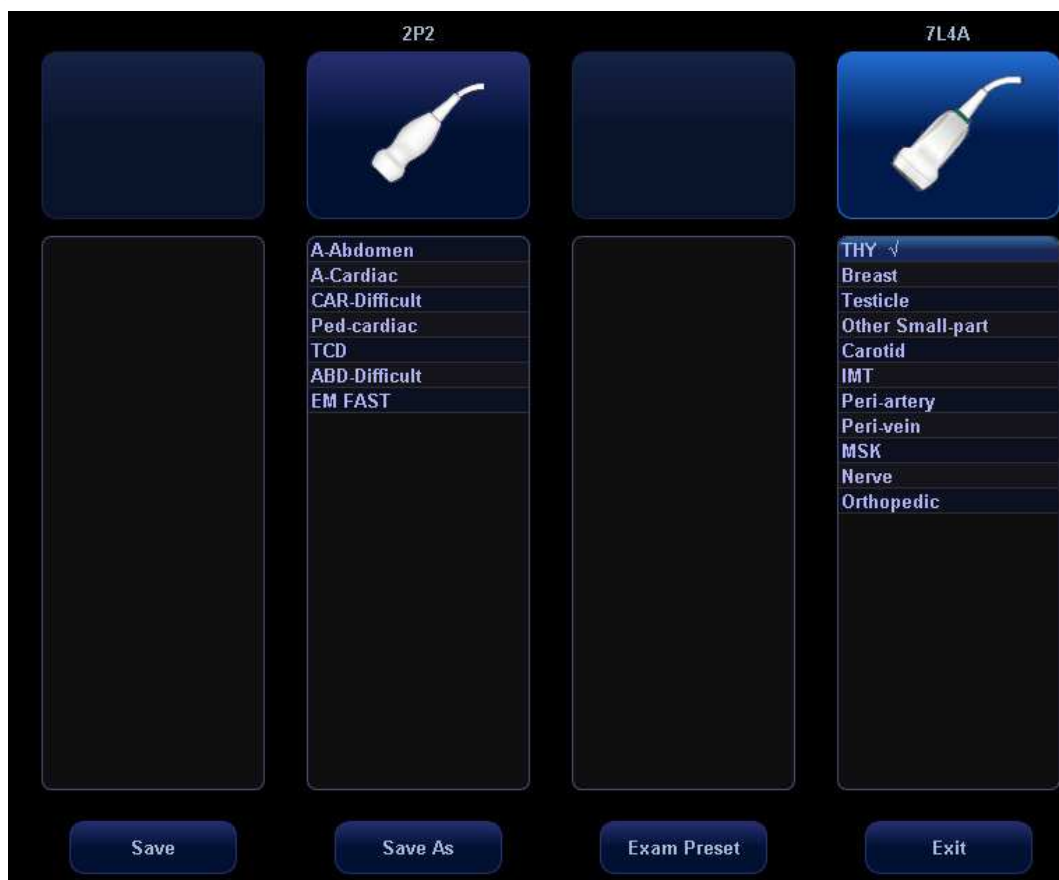 2P2
7L4A
A-Abdomen
A-Cardiac
CAR-Difficult
Ped-cardiac
TCD
ABD-Difficult
EM FAST
THY √
Breast
Testicle
Other Small-part
Carotid
IMT
Peri-artery
Peri-vein
MSK
Nerve
Orthopedic
Save
Save As
Exam Preset
Exit